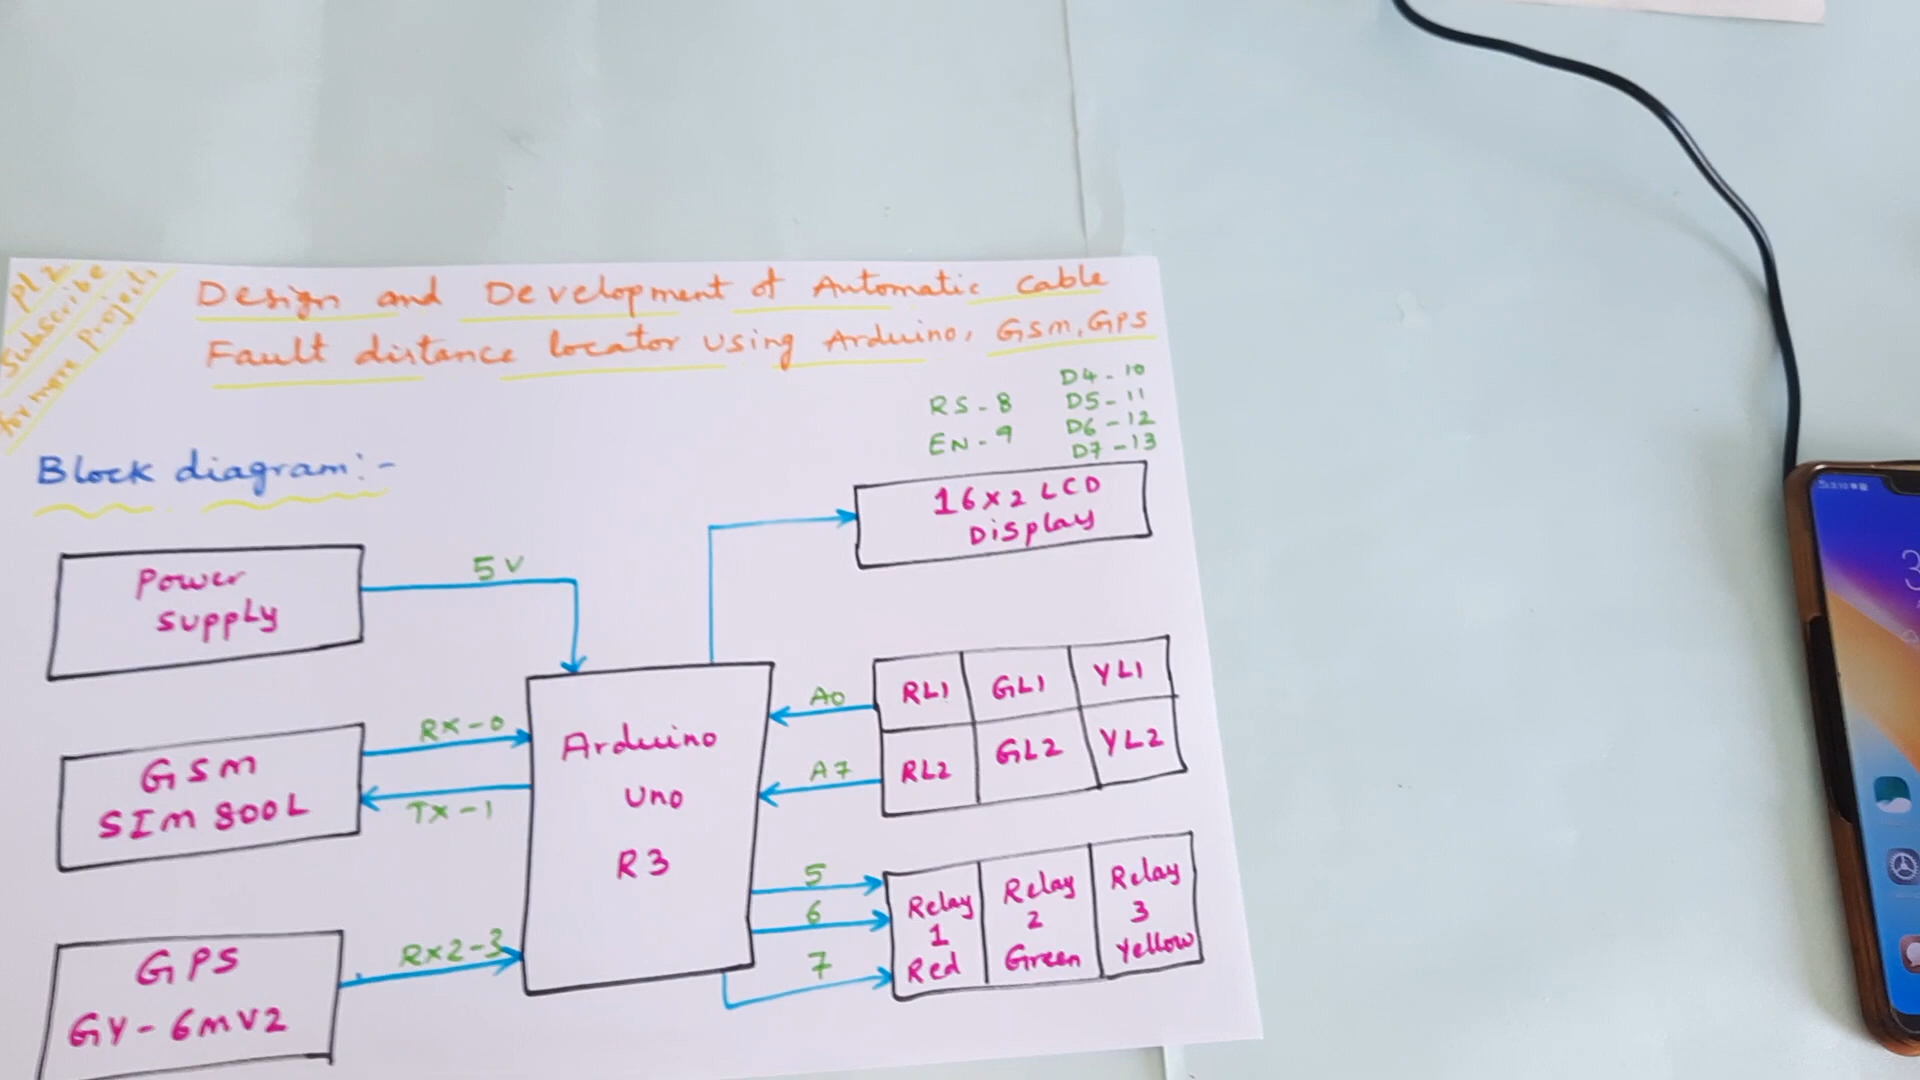 Plz
Subscribe
for more projects
Design and Development of Automatic cable
Fault distance locator using Arduino, Gsm, GPS
RS - 8
EN - 9
D4 - 10
D5 - 11
D6 - 12
D7 - 13
Block diagram:-
16x2 LCD
Display
Power
supply
5V
GSM
SIM 800L
RX - 0
TX - 1
Arduino
Uno
R3
A0
A7
RL1 GL1 YL1
RL2 GL2 YL2
GPS
GY - 6MV2
RX2 - 3
5
6
7
Relay
1
Red
Relay
2
Green
Relay
3
Yellow